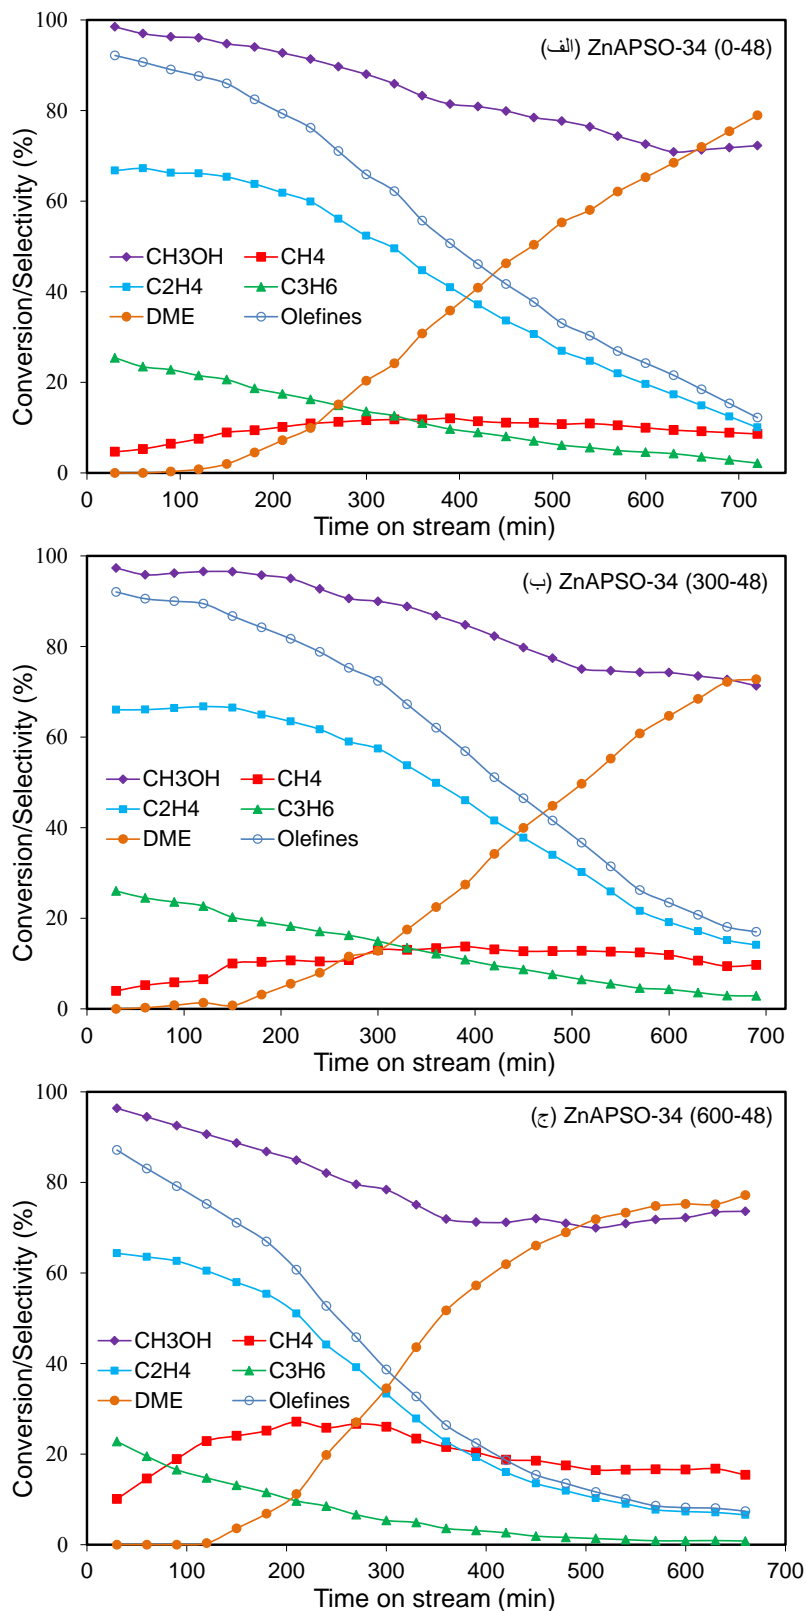 100
80
60
40
20
0
Conversion/Selectivity (%)
(الف) ZnAPSO-34 (0-48)
CH3OH CH4
C2H4 C3H6
DME Olefines
0 100 200 300 400 500 600 700
Time on stream (min)
100
80
60
40
20
0
Conversion/Selectivity (%)
(ب) ZnAPSO-34 (300-48)
CH3OH CH4
C2H4 C3H6
DME Olefines
0 100 200 300 400 500 600 700
Time on stream (min)
100
80
60
40
20
0
Conversion/Selectivity (%)
(ج) ZnAPSO-34 (600-48)
CH3OH CH4
C2H4 C3H6
DME Olefines
0 100 200 300 400 500 600 700
Time on stream (min)